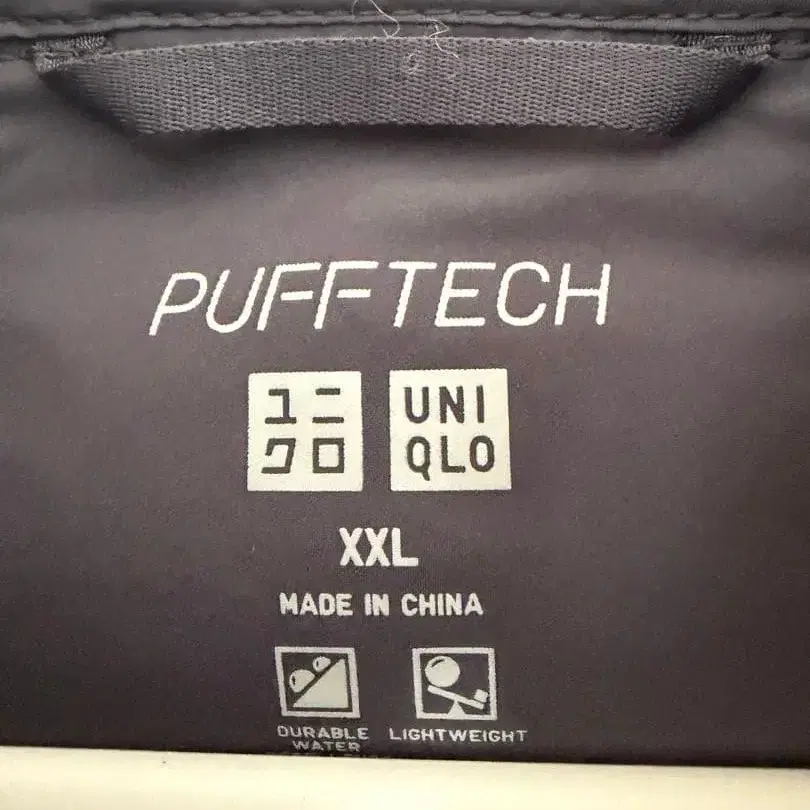 PUFFTECH
ユニ UNI
クロ QLO
XXL
MADE IN CHINA
DURABLE LIGHTWEIGHT
WATER